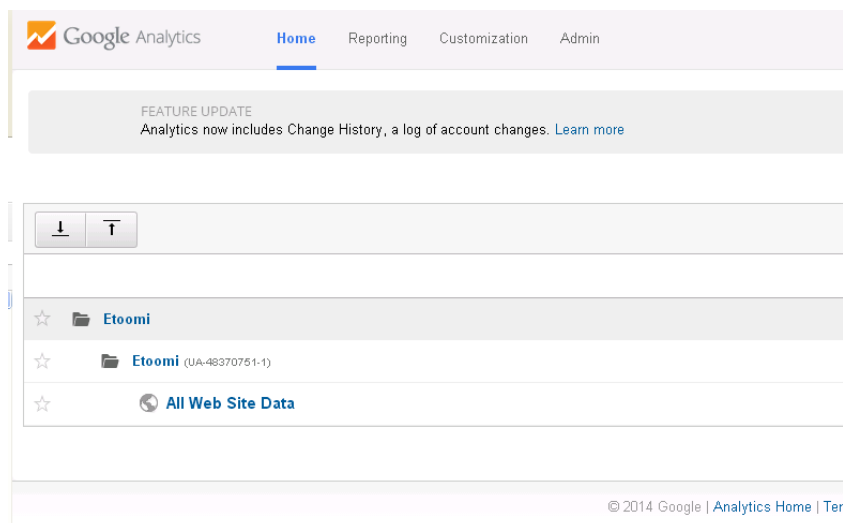 Google Analytics Home Reporting Customization Admin
FEATURE UPDATE
Analytics now includes Change History, a log of account changes. Learn more
Etoomi
Etoomi (UA-48370751-1)
All Web Site Data
© 2014 Google | Analytics Home | Ter